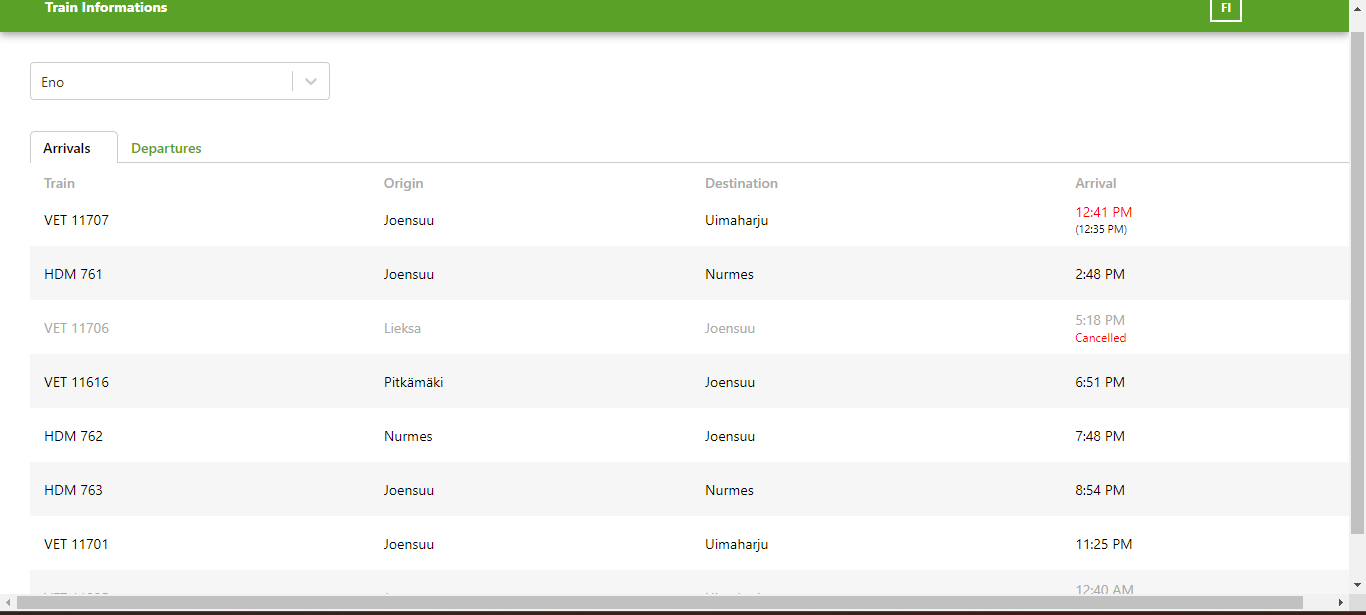 Train Informations FI
Eno
Arrivals Departures
Train Origin Destination Arrival
VET 11707 Joensuu Uimaharju 12:41 PM
(12:35 PM)
HDM 761 Joensuu Nurmes 2:48 PM
VET 11706 Lieksa Joensuu 5:18 PM
Cancelled
VET 11616 Pitkämäki Joensuu 6:51 PM
HDM 762 Nurmes Joensuu 7:48 PM
HDM 763 Joensuu Nurmes 8:54 PM
VET 11701 Joensuu Uimaharju 11:25 PM
12:40 AM